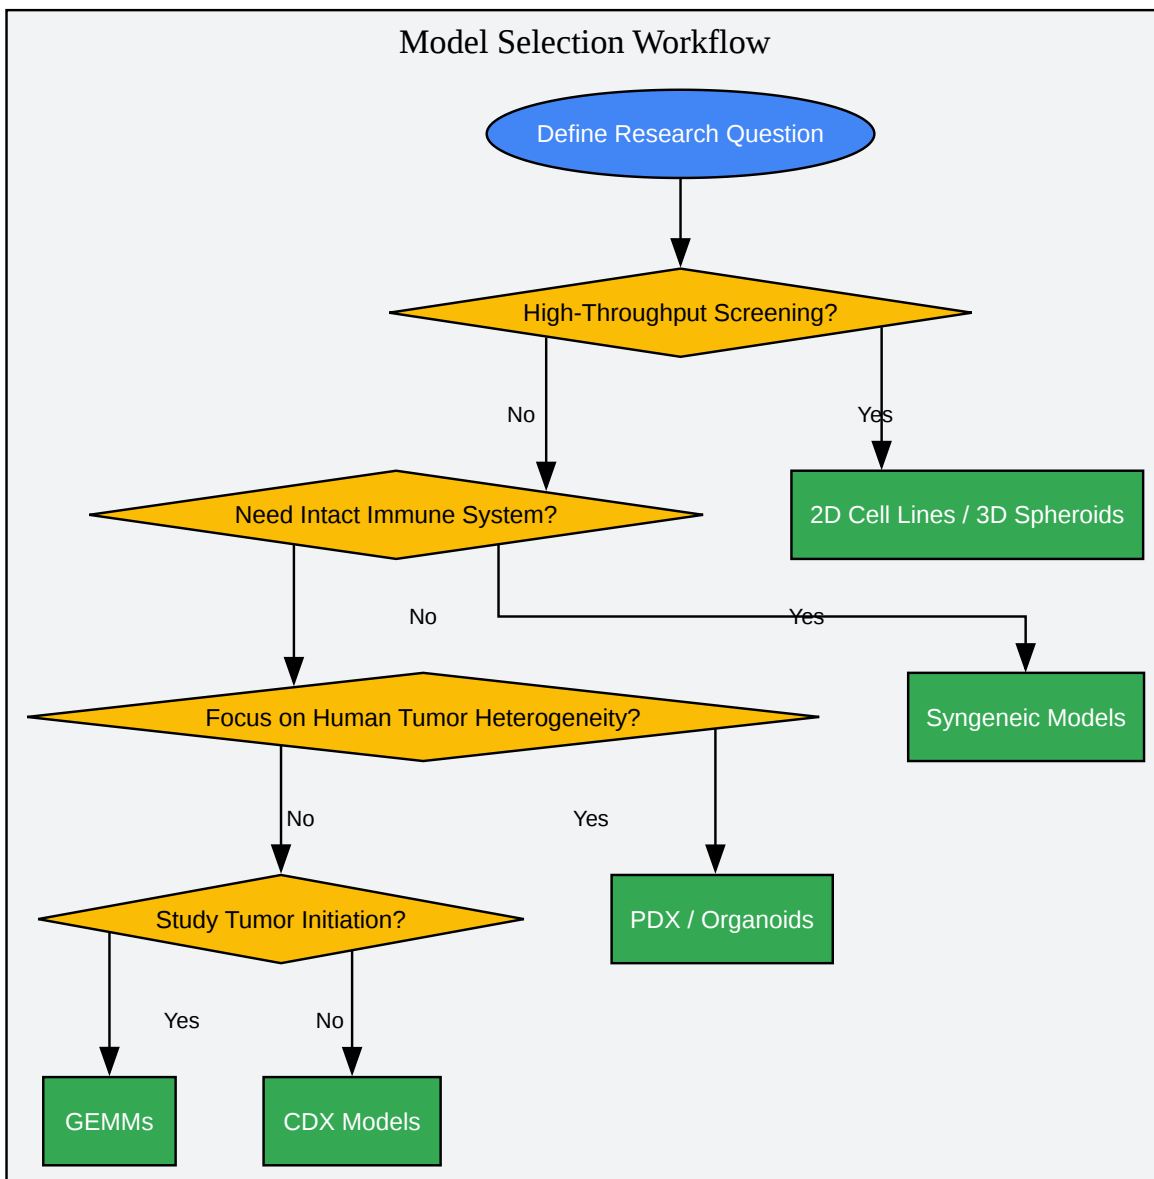 Model Selection Workflow
Define Research Question
High-Throughput Screening?
No
Yes
Need Intact Immune System?
2D Cell Lines / 3D Spheroids
No
Yes
Focus on Human Tumor Heterogeneity?
Syngeneic Models
No
Yes
Study Tumor Initiation?
PDX / Organoids
Yes
No
GEMMs
CDX Models